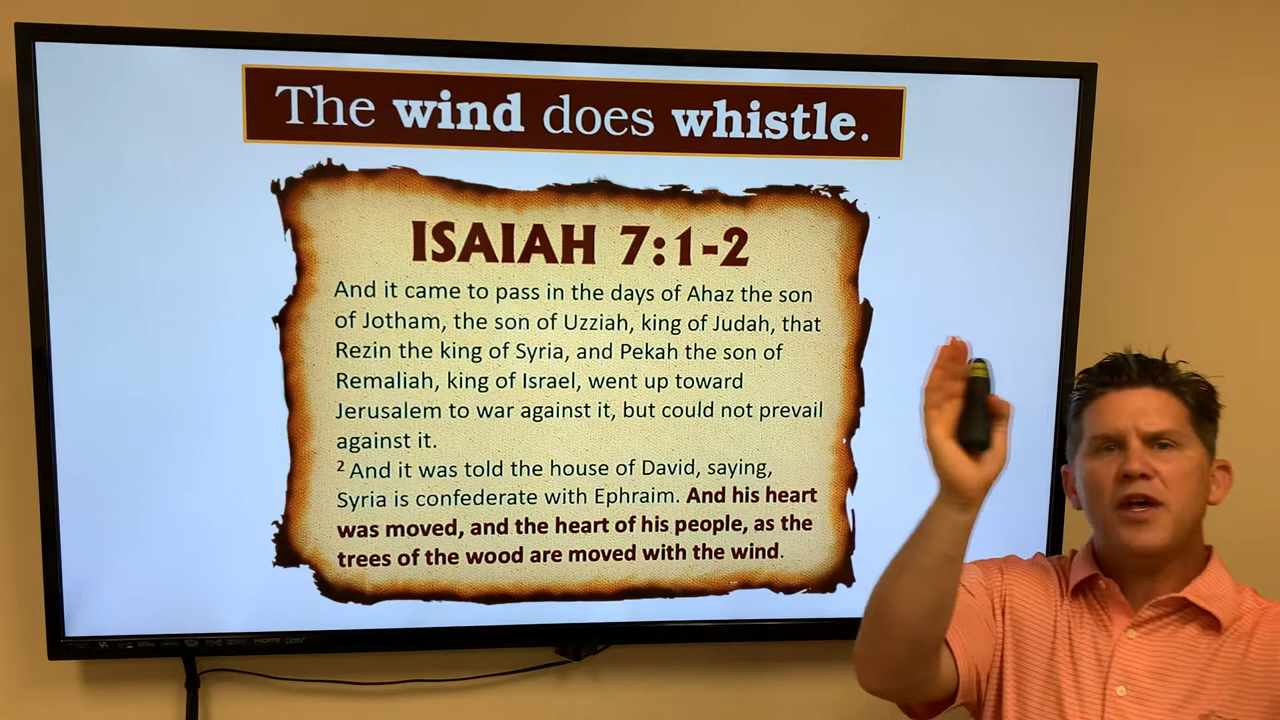 The wind does whistle.
ISAIAH 7:1-2
And it came to pass in the days of Ahaz the son
of Jotham, the son of Uzziah, king of Judah, that
Rezin the king of Syria, and Pekah the son of
Remaliah, king of Israel, went up toward
Jerusalem to war against it, but could not prevail
against it.
2 And it was told the house of David, saying,
Syria is confederate with Ephraim. And his heart
was moved, and the heart of his people, as the
trees of the wood are moved with the wind.